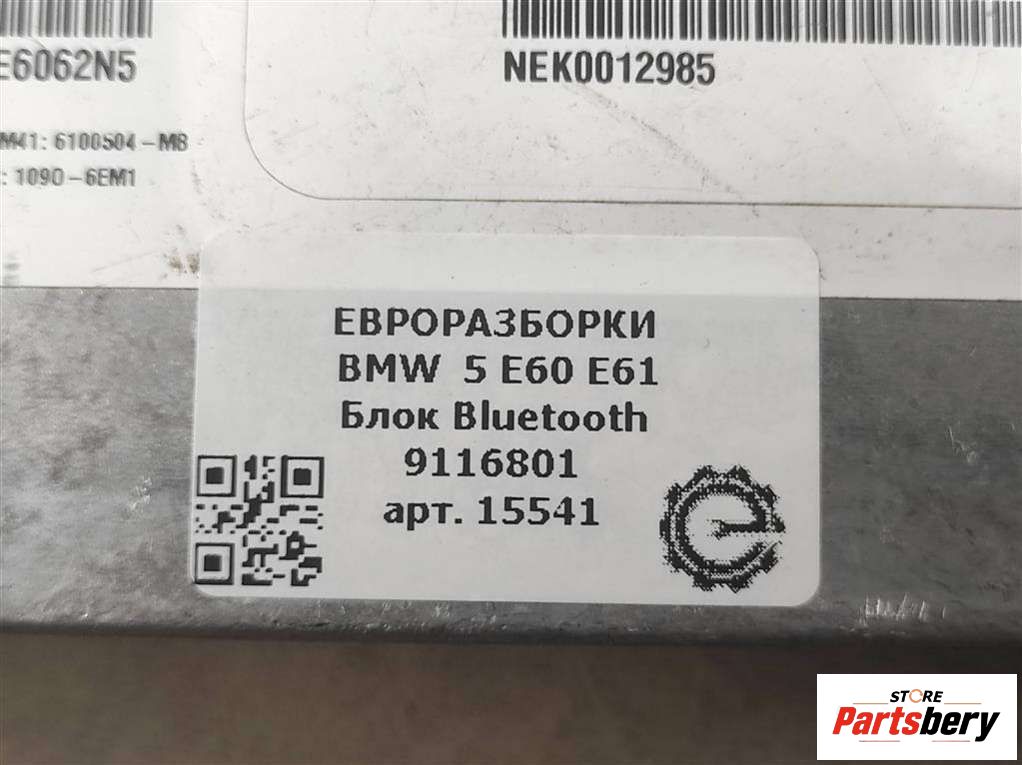 E6062N5
NEK0012985
M41: 6100504-M8
: 1090-6EM1
ЕВРОРАЗБОРКИ
BMW 5 E60 E61
Блок Bluetooth
9116801
арт. 15541
STORE
Partsbery